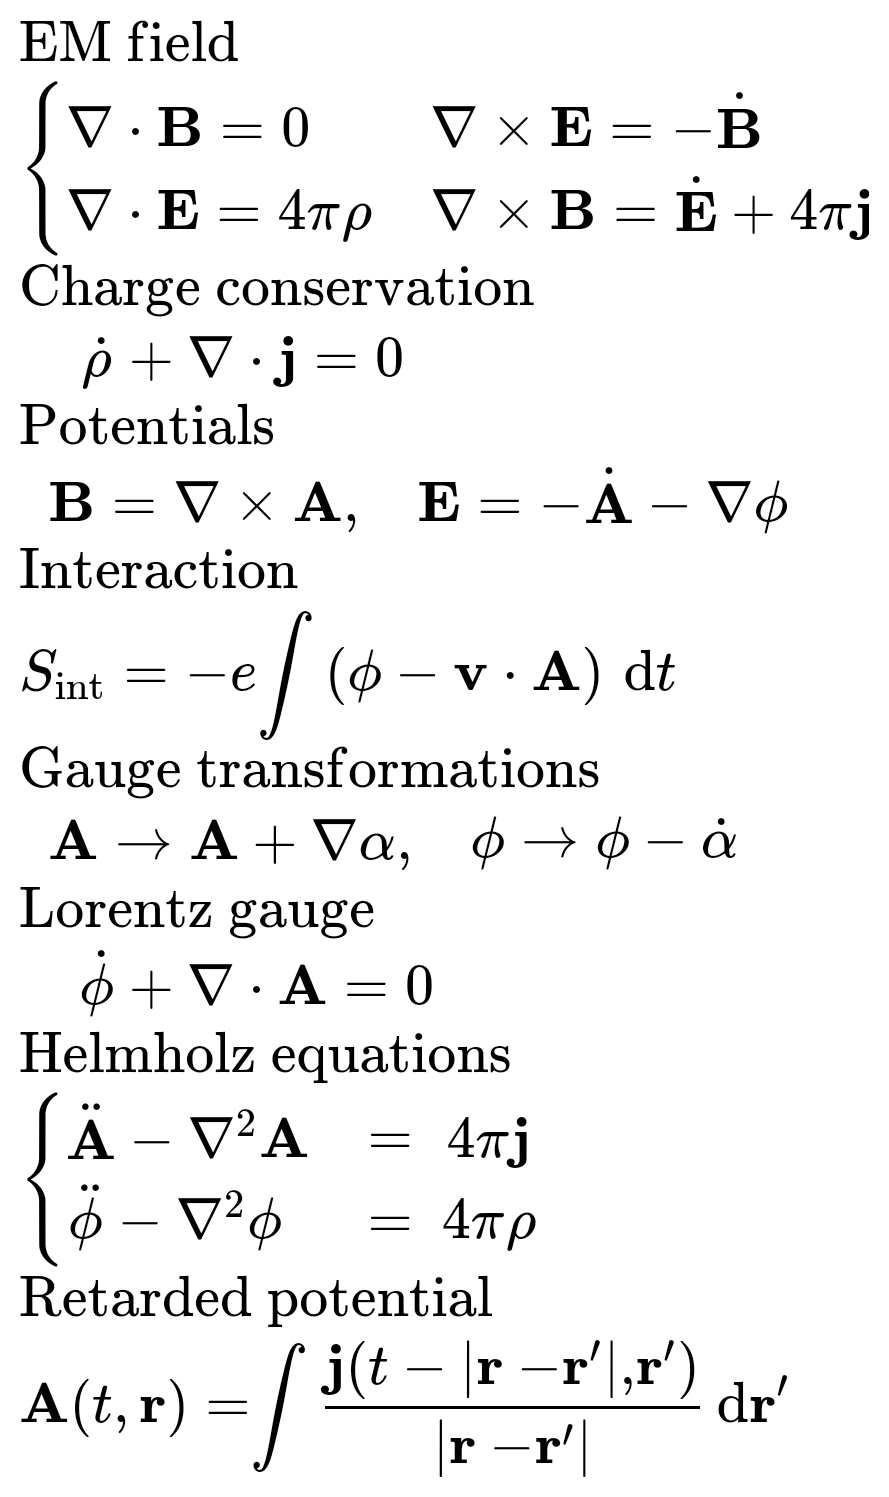 EM field
∇ · B = 0 ∇ × E = −Ḃ
∇ · E = 4πρ ∇ × B = Ė + 4πj
Charge conservation
ρ̇ + ∇ · j = 0
Potentials
B = ∇ × A, E = −Ȧ − ∇ϕ
Interaction
S_int = −e∫ (ϕ − v · A) dt
Gauge transformations
A → A + ∇α, ϕ → ϕ − α̇
Lorentz gauge
ϕ̇ + ∇ · A = 0
Helmholz equations
Ä − ∇²A = 4πj
ϕ̈ − ∇²ϕ = 4πρ
Retarded potential
A(t, r) = ∫ j(t − |r −r′|,r′) / |r −r′| dr′